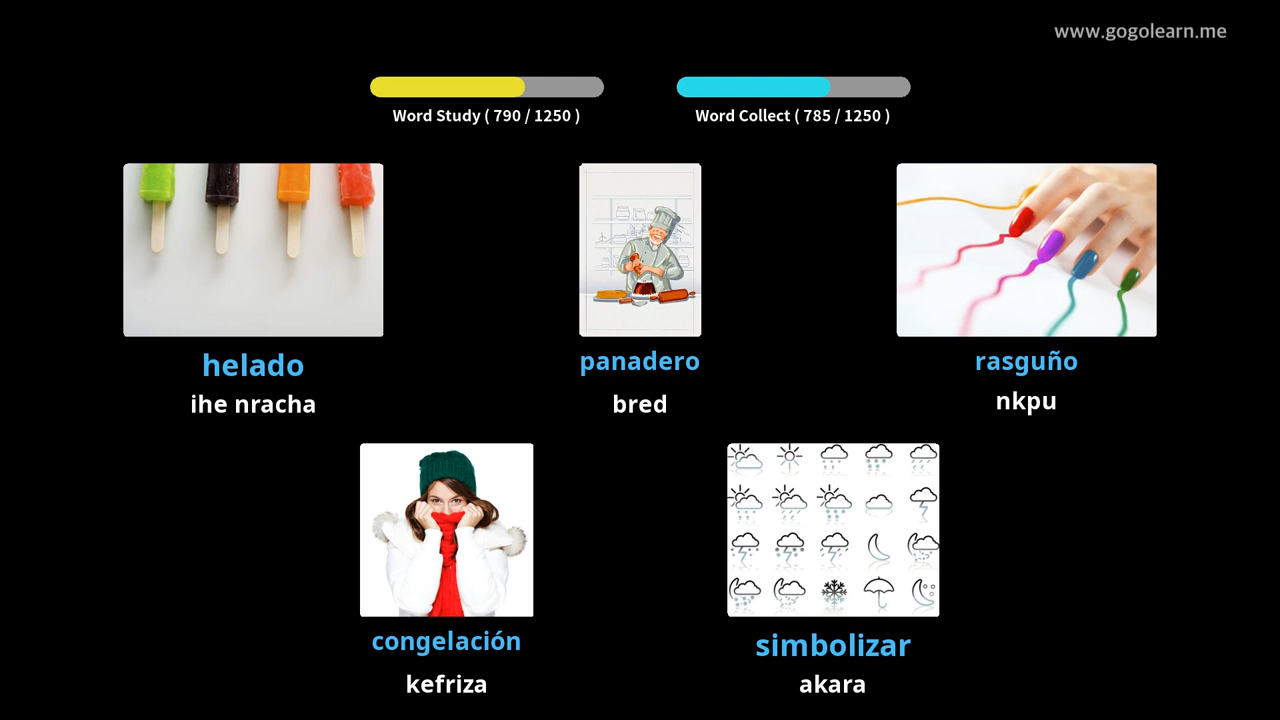 www.gogolearn.me
Word Study ( 790 / 1250 )
Word Collect ( 785 / 1250 )
helado
panadero
rasguño
ihe nracha
bred
nkpu
congelación
simbolizar
kefriza
akara